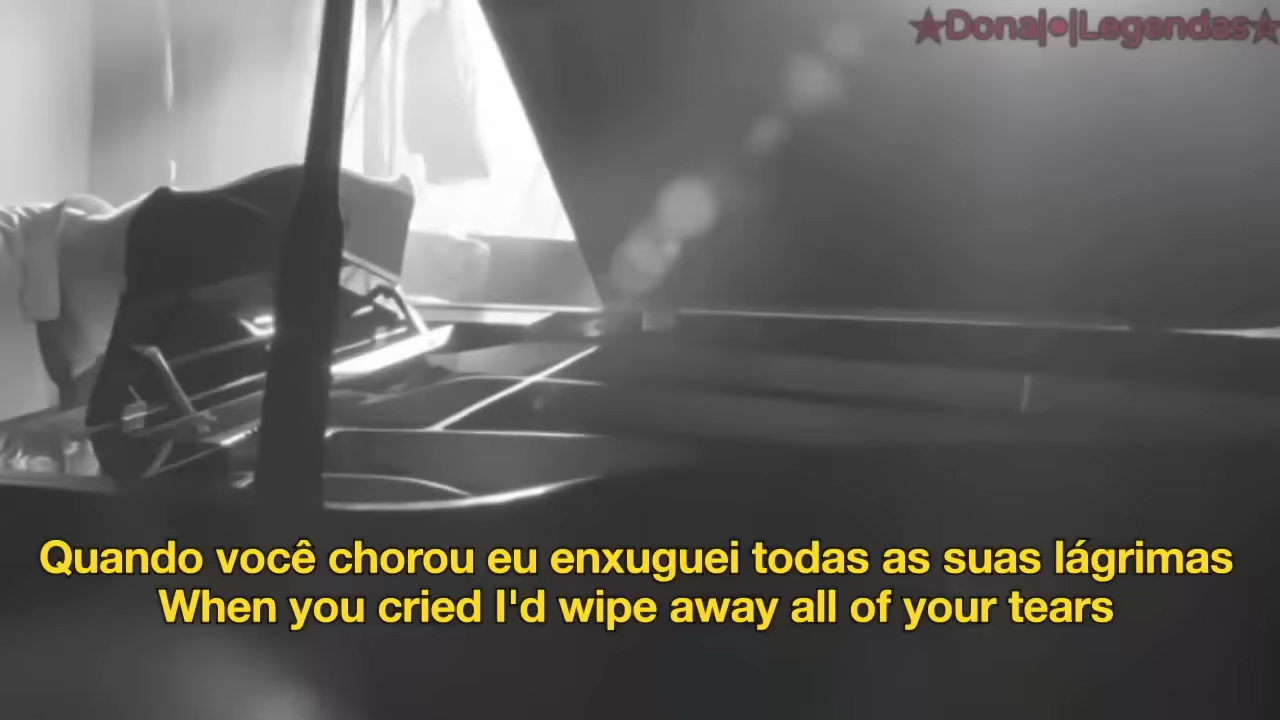 ★Dona|•|Legendas☆
Quando você chorou eu enxuguei todas as suas lágrimas
When you cried I'd wipe away all of your tears